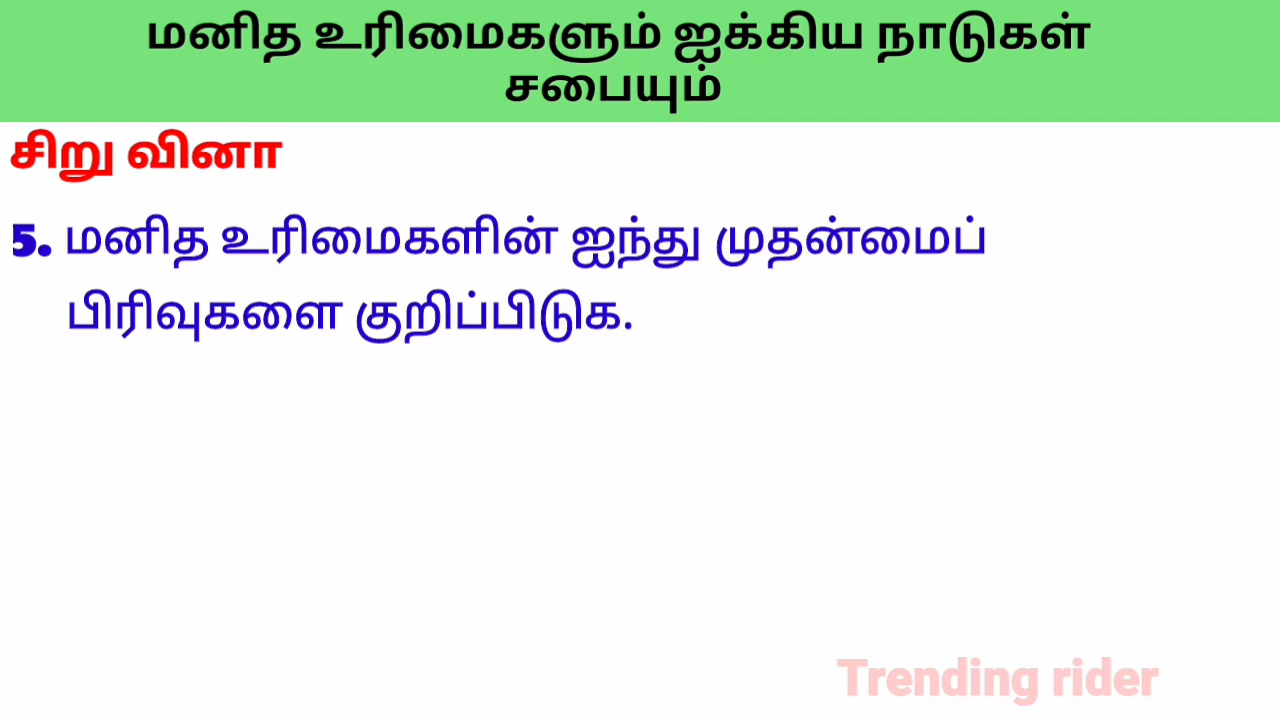 மனித உரிமைகளும் ஐக்கிய நாடுகள்
சபையும்
சிறு வினா
5. மனித உரிமைகளின் ஐந்து முதன்மைப்
பிரிவுகளை குறிப்பிடுக.
Trending rider